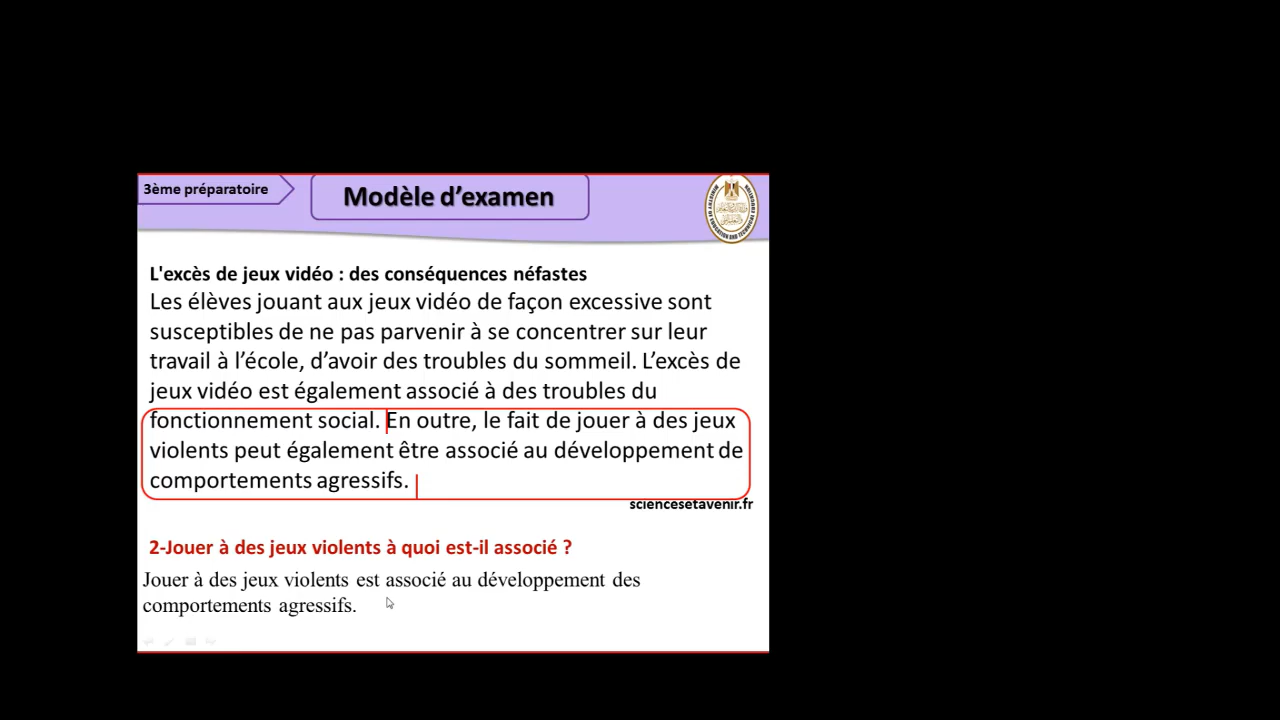 3ème préparatoire
Modèle d’examen
L'excès de jeux vidéo : des conséquences néfastes
Les élèves jouant aux jeux vidéo de façon excessive sont
susceptibles de ne pas parvenir à se concentrer sur leur
travail à l’école, d’avoir des troubles du sommeil. L’excès de
jeux vidéo est également associé à des troubles du
fonctionnement social. En outre, le fait de jouer à des jeux
violents peut également être associé au développement de
comportements agressifs.
sciencesetavenir.fr
2-Jouer à des jeux violents à quoi est-il associé ?
Jouer à des jeux violents est associé au développement des
comportements agressifs.